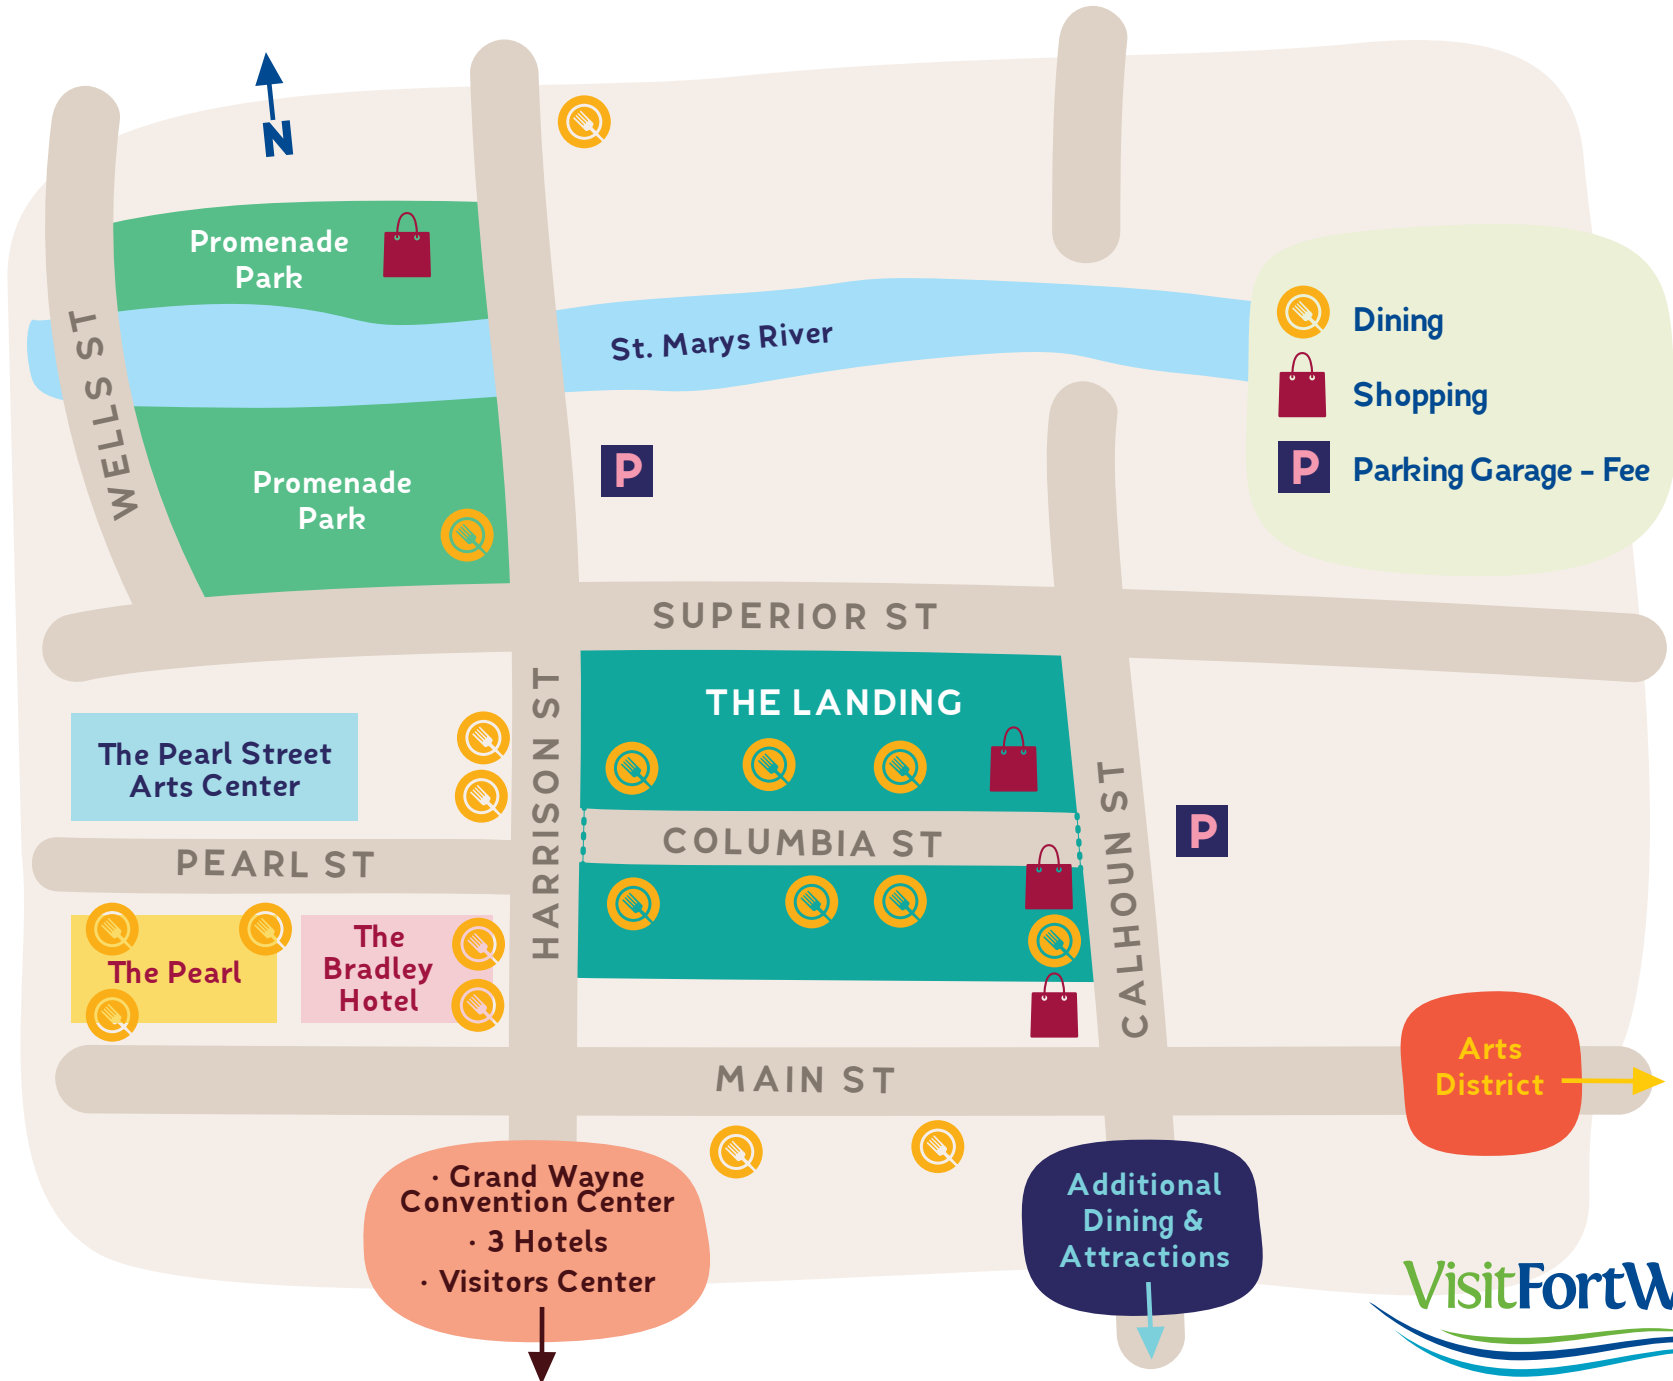 N
Promenade
Park
WELLS ST
St. Marys River
Dining
Shopping
P
Parking Garage – Fee
P
Promenade
Park
SUPERIOR ST
THE LANDING
The Pearl Street
Arts Center
HARRISON ST
COLUMBIA ST
CALHOUN ST
P
PEARL ST
The Pearl
The
Bradley
Hotel
MAIN ST
Arts
District
· Grand Wayne
Convention Center
· 3 Hotels
· Visitors Center
Additional
Dining &
Attractions
VisitFortW